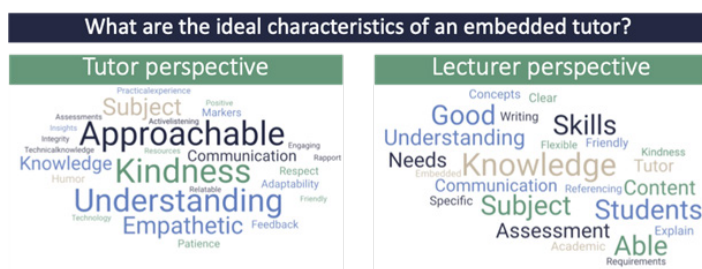 What are the ideal characteristics of an embedded tutor?
Tutor perspective
Practicalexperience
Subject
Positive
Markers
Assessments
Activelistening
Insights
Approachable
Integrity
Engaging
Technicalknowledge
Resources
Communication
Rapport
Knowledge
Kindness
Respect
Humor
Relatable
Adaptability
Understanding
Friendly
Technology
Empathetic
Feedback
Patience
Lecturer perspective
Concepts
Clear
Good
Writing
Skills
Understanding
Flexible
Friendly
Needs
Knowledge
Kindness
Embedded
Tutor
Communication
Referencing
Content
Specific
Subject
Students
Assessment
Explain
Academic
Able
Requirements